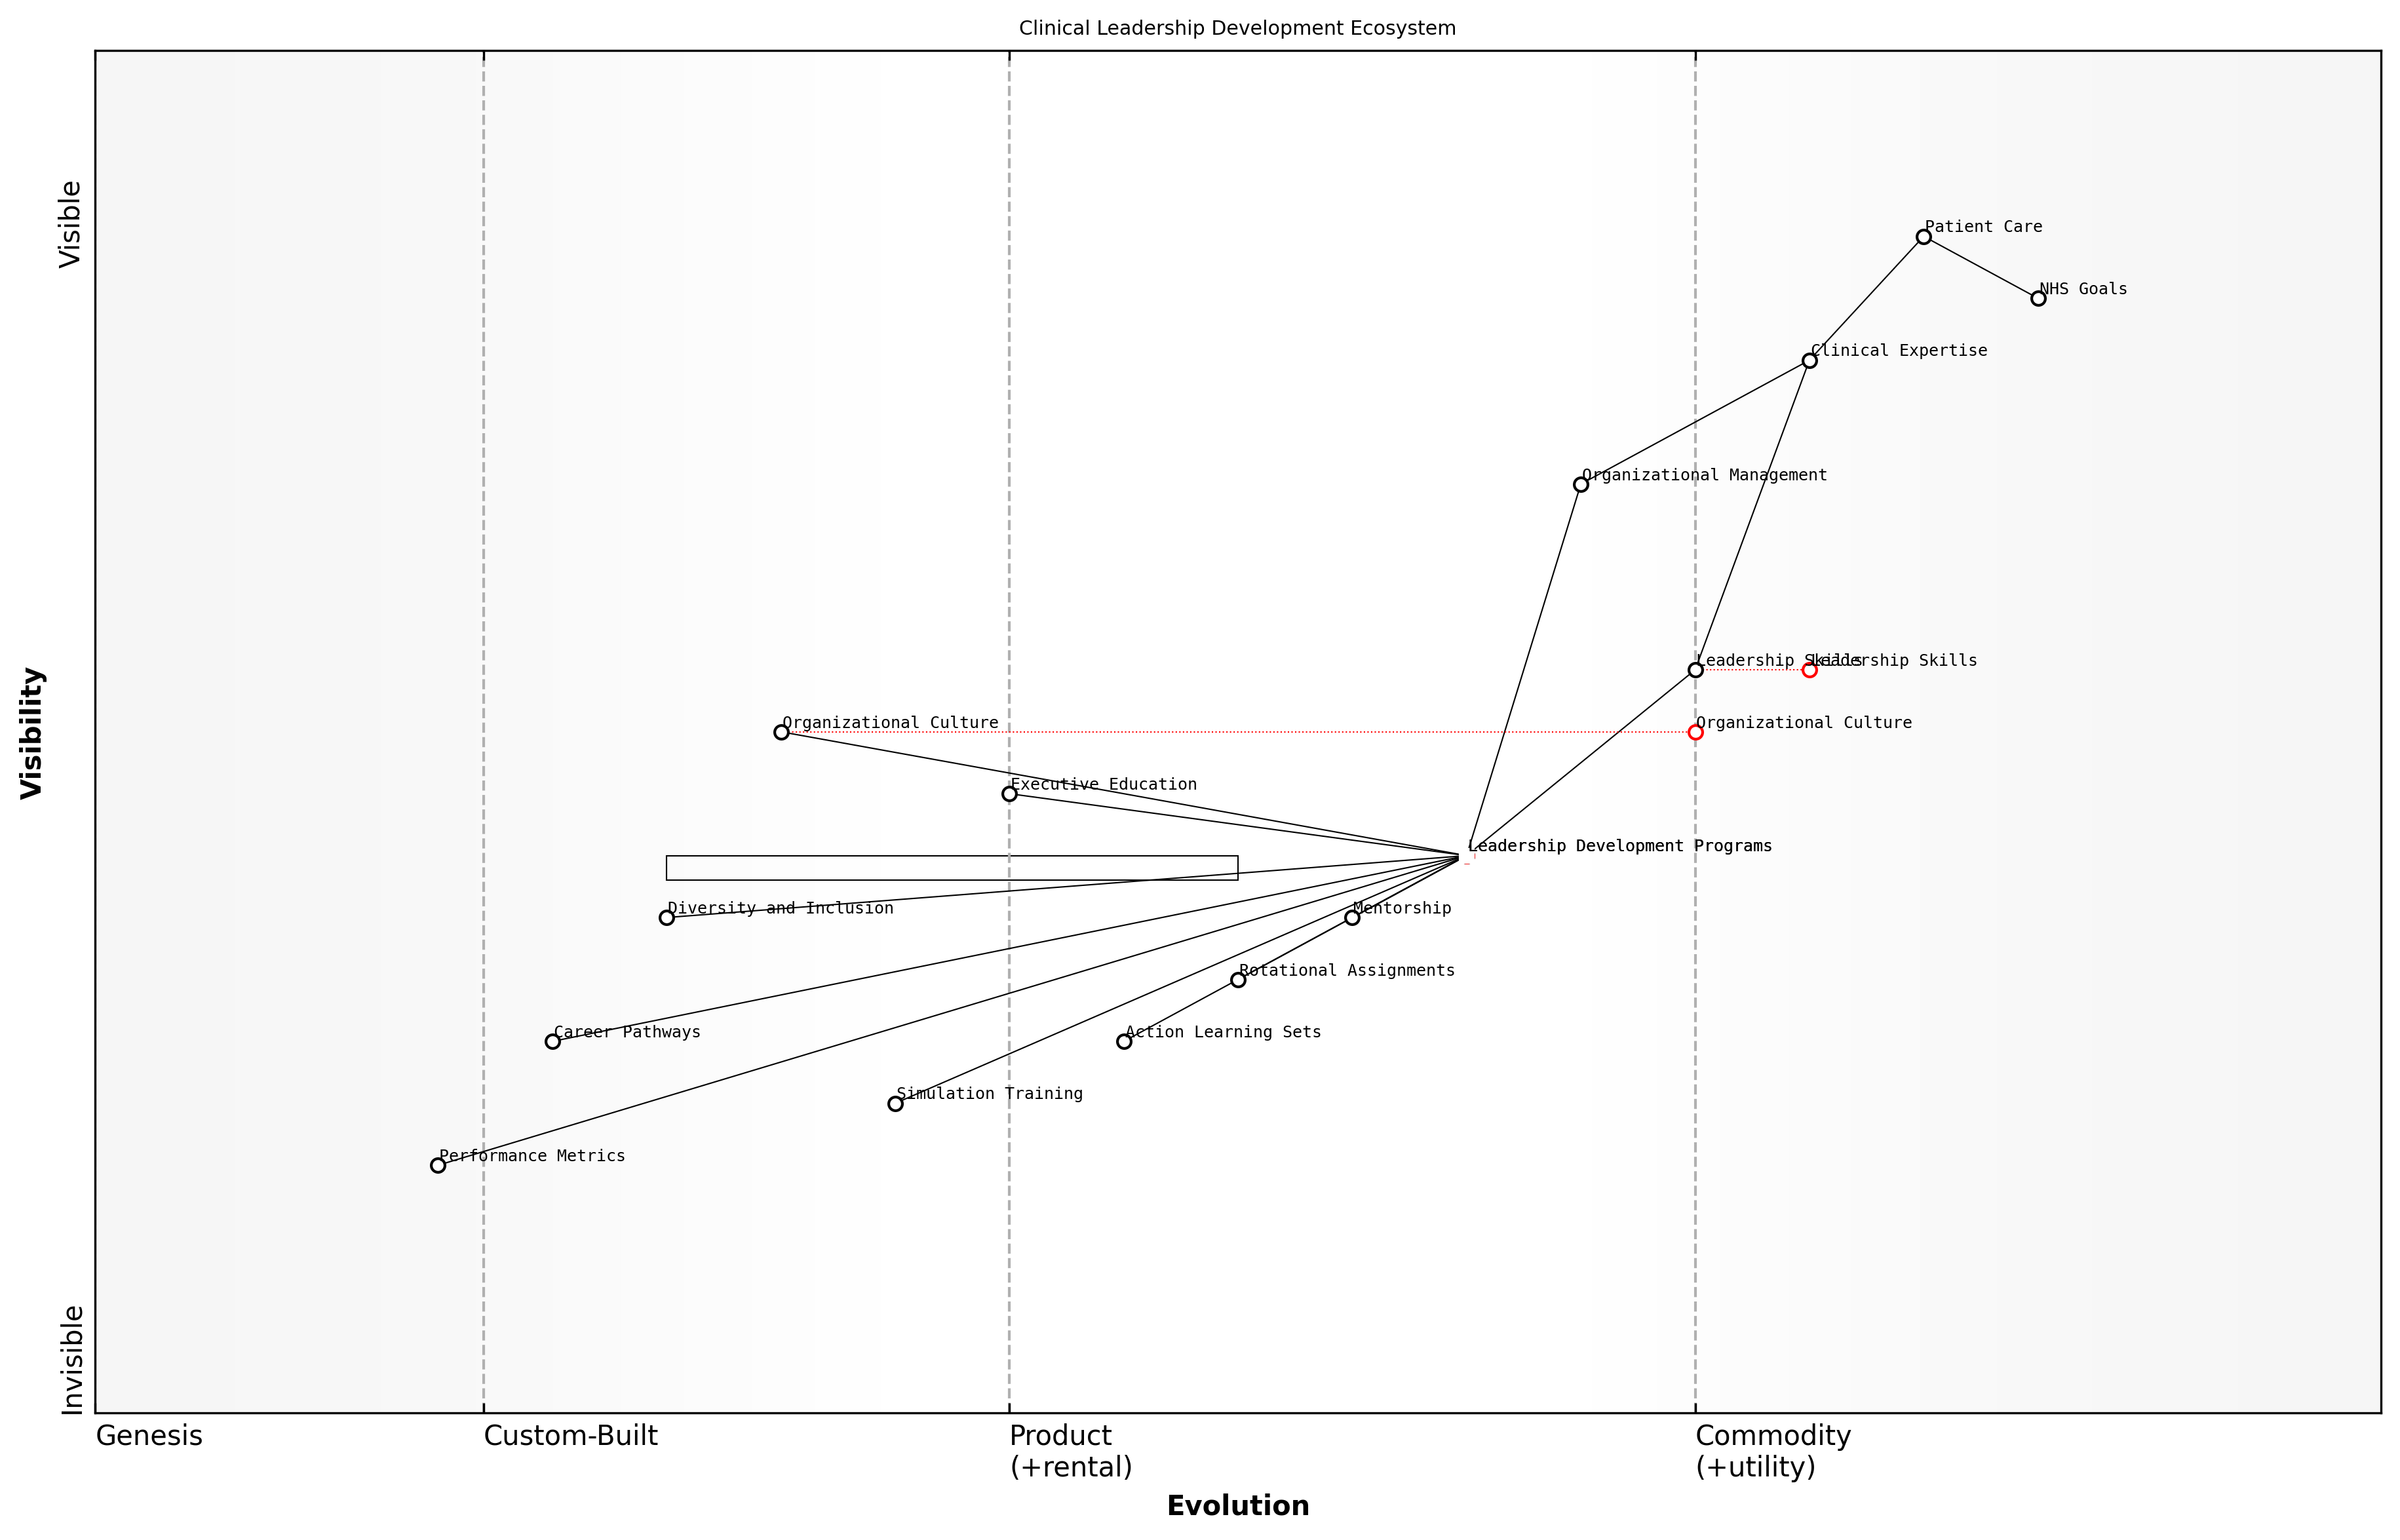 Clinical Leadership Development Ecosystem
Visible
Patient Care
NHS Goals
Clinical Expertise
Organizational Management
Leadership Skills
Leadership Skills
Organizational Culture
Organizational Culture
Visibility
Executive Education
Leadership Development Programs
Diversity and Inclusion
Mentorship
Rotational Assignments
Career Pathways
Action Learning Sets
Simulation Training
Performance Metrics
Invisible
Genesis
Custom-Built
Product
(+rental)
Commodity
(+utility)
Evolution